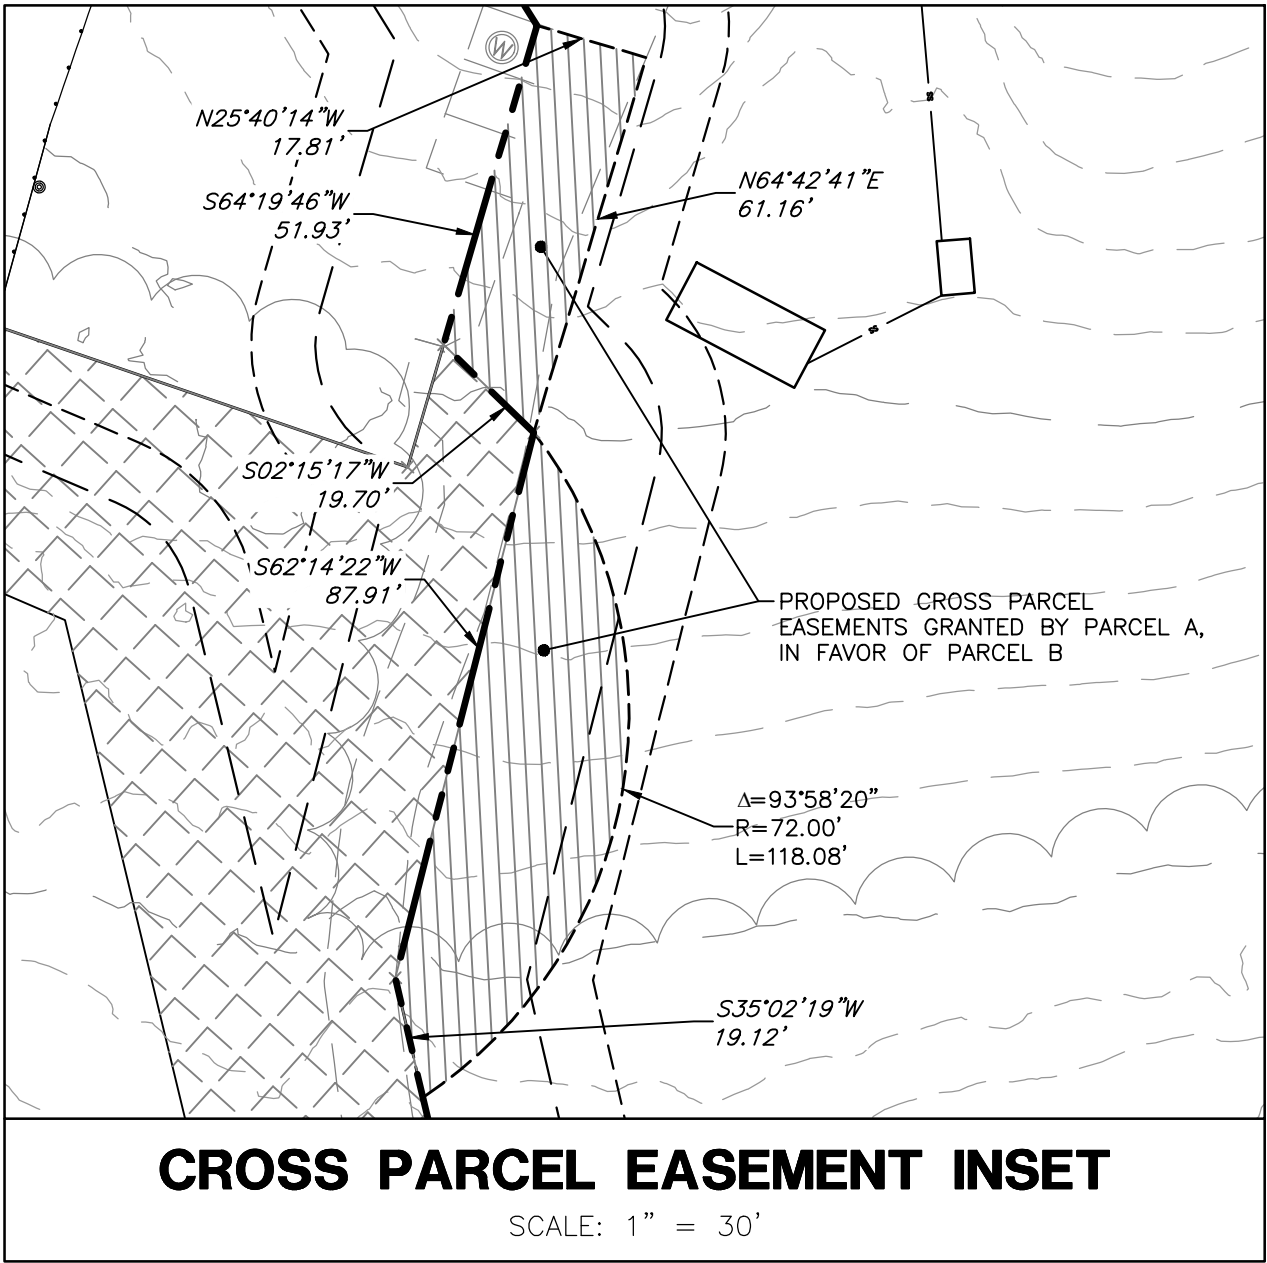 W
SS
N25°40'14"W
17.81'
S64°19'46"W
51.93'
N64°42'41"E
61.16'
SS
S02°15'17"W
19.70'
S62°14'22"W
87.91'
PROPOSED CROSS PARCEL
EASEMENTS GRANTED BY PARCEL A,
IN FAVOR OF PARCEL B
Δ=93°58'20"
R=72.00'
L=118.08'
S35°02'19"W
19.12'
CROSS PARCEL EASEMENT INSET
SCALE: 1" = 30'